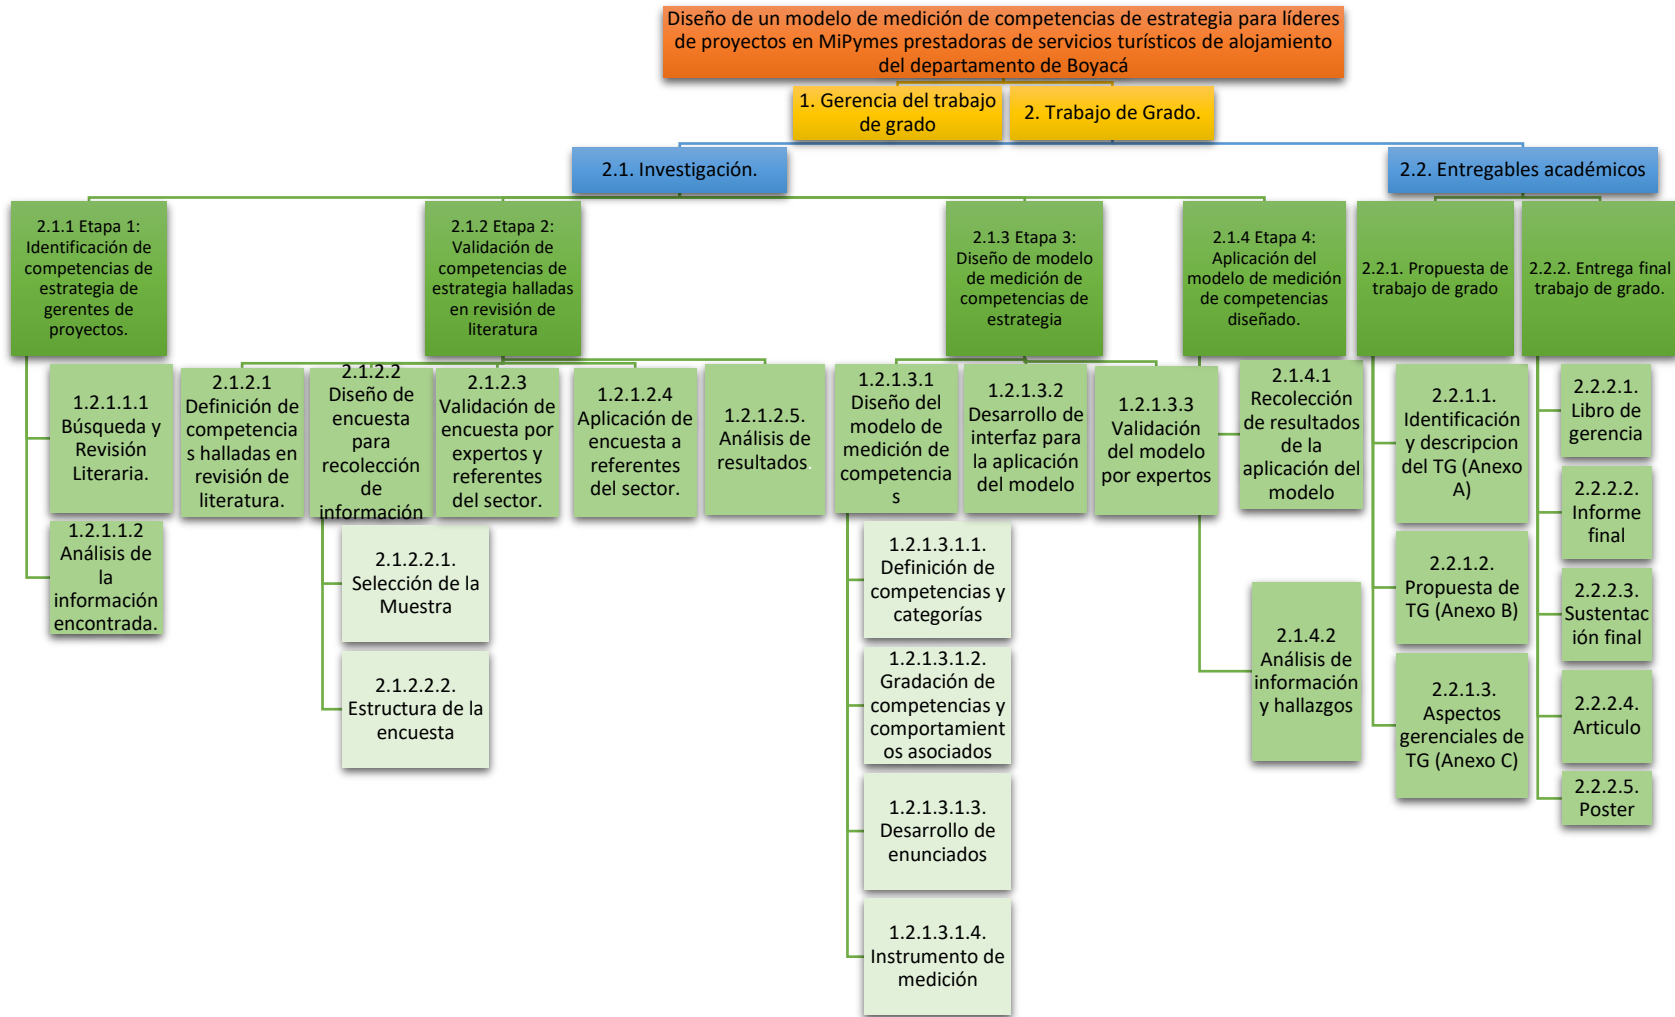 Diseño de un modelo de medición de competencias de estrategia para líderes
de proyectos en MiPymes prestadoras de servicios turísticos de alojamiento
del departamento de Boyacá
1. Gerencia del trabajo
de grado
2. Trabajo de Grado.
2.1. Investigación.
2.2. Entregables académicos
2.1.1 Etapa 1:
Identificación de
competencias de
estrategia de
gerentes de
proyectos.
2.1.2 Etapa 2:
Validación de
competencias de
estrategia halladas
en revisión de
literatura
2.1.3 Etapa 3:
Diseño de modelo
de medición de
competencias de
estrategia
2.1.4 Etapa 4:
Aplicación del
modelo de medición
de competencias
diseñado.
2.2.1. Propuesta de
trabajo de grado
2.2.2. Entrega final
trabajo de grado.
1.2.1.1.1
Búsqueda y
Revisión
Literaria.
1.2.1.1.2
Análisis de
la
información
encontrada.
2.1.2.1
Definición de
competencia
s halladas en
revisión de
literatura.
2.1.2.2
Diseño de
encuesta
para
recolección
de
información
2.1.2.2.1.
Selección de la
Muestra
2.1.2.2.2.
Estructura de la
encuesta
2.1.2.3
Validación de
encuesta por
expertos y
referentes
del sector.
1.2.1.2.4
Aplicación de
encuesta a
referentes
del sector.
1.2.1.2.5.
Análisis de
resultados.
1.2.1.3.1
Diseño del
modelo de
medición de
competencia
s
1.2.1.3.1.1.
Definición de
competencias y
categorías
1.2.1.3.1.2.
Gradación de
competencias y
comportamient
os asociados
1.2.1.3.1.3.
Desarrollo de
enunciados
1.2.1.3.1.4.
Instrumento de
medición
1.2.1.3.2
Desarrollo de
interfaz para
la aplicación
del modelo
1.2.1.3.3
Validación
del modelo
por expertos
2.1.4.1
Recolección
de resultados
de la
aplicación del
modelo
2.1.4.2
Análisis de
información
y hallazgos
2.2.1.1.
Identificación
y descripcion
del TG (Anexo
A)
2.2.1.2.
Propuesta de
TG (Anexo B)
2.2.1.3.
Aspectos
gerenciales de
TG (Anexo C)
2.2.2.1.
Libro de
gerencia
2.2.2.2.
Informe
final
2.2.2.3.
Sustentac
ión final
2.2.2.4.
Articulo
2.2.2.5.
Poster